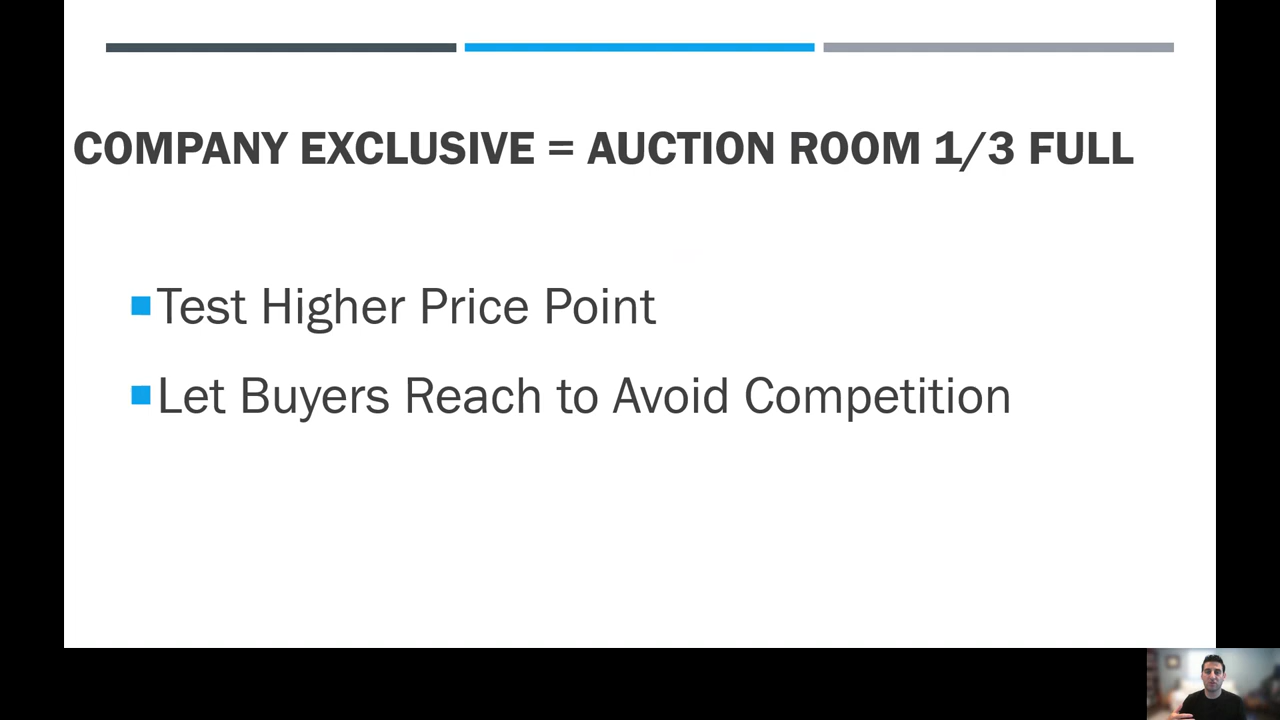 COMPANY EXCLUSIVE = AUCTION ROOM 1/3 FULL
Test Higher Price Point
Let Buyers Reach to Avoid Competition